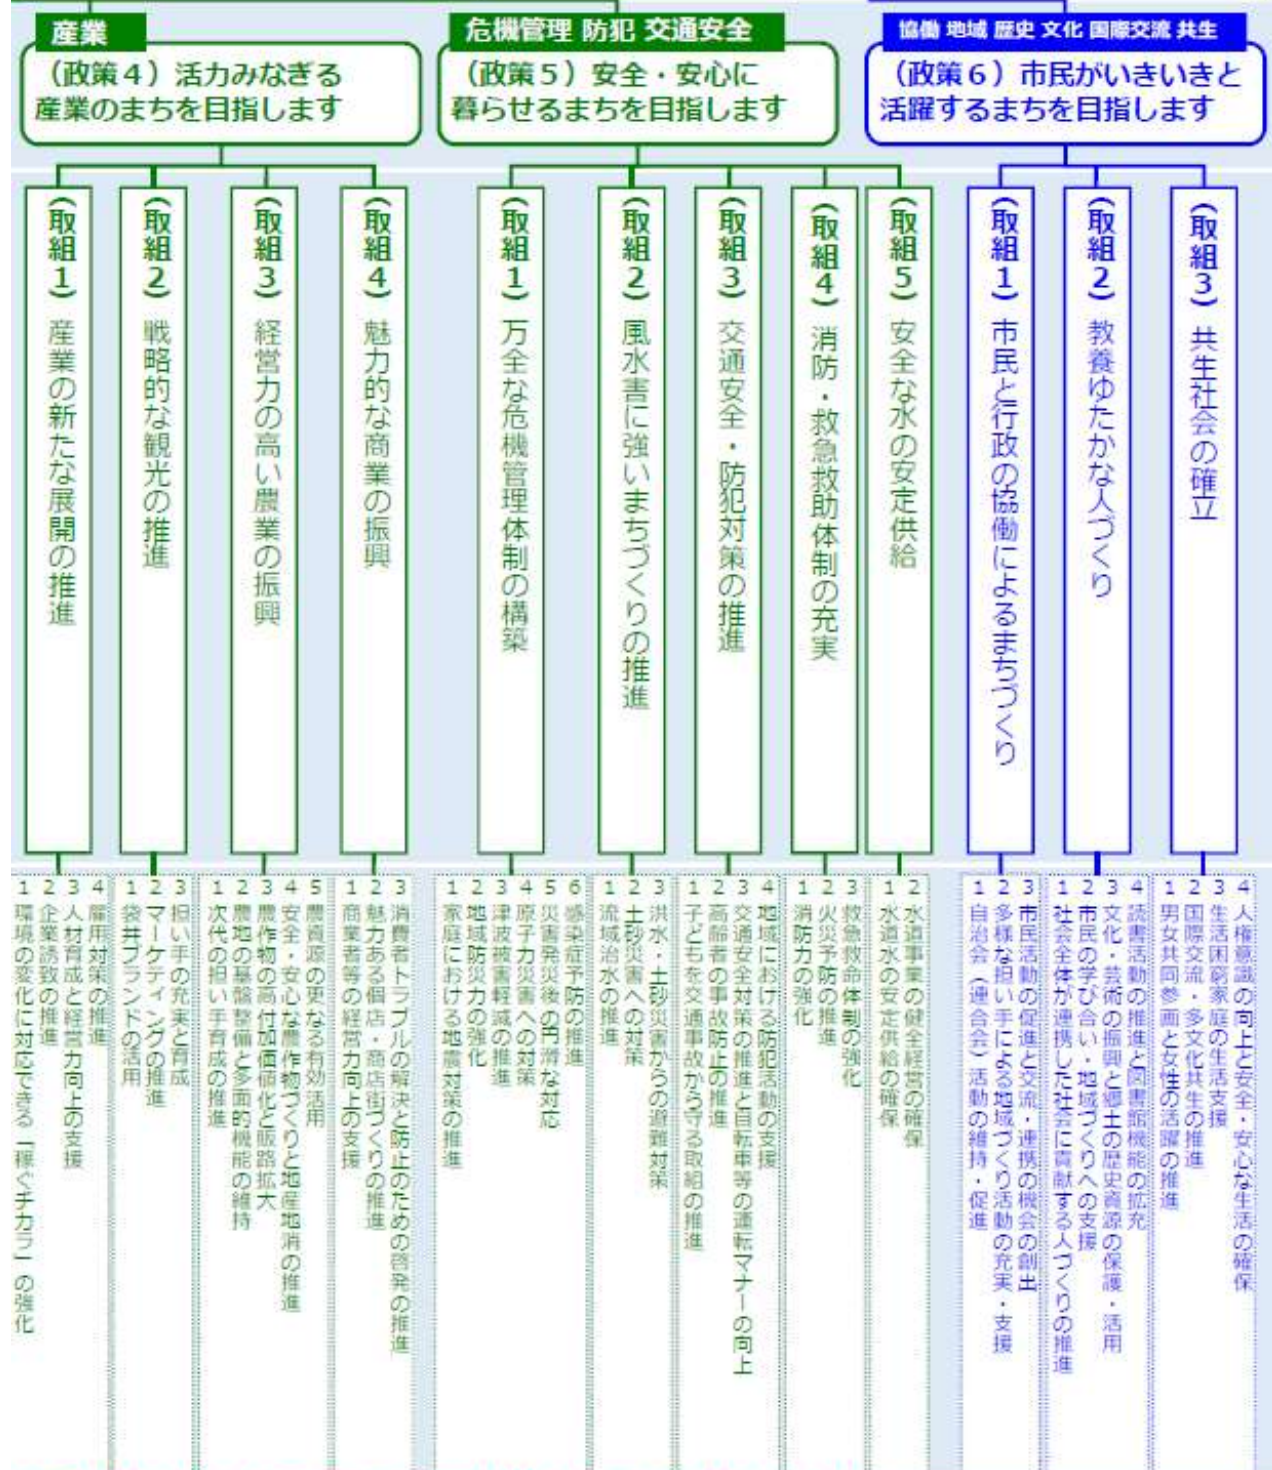 産業
(政策4)活力みなぎる
産業のまちを目指します
(取組1)産業の新たな展開の推進
1 環境の変化に対応できる「稼ぐチカラ」の強化
2 企業誘致の推進
3 人材育成と経営力向上の支援
4 雇用対策の推進
(取組2)戦略的な観光の推進
1 袋井ブランドの活用
2 マーケティングの推進
3 担い手の充実と育成
(取組3)経営力の高い農業の振興
1 次代の担い手育成の推進
2 農地の基盤整備と多面的機能の維持
3 農作物の高付加価値化と販路拡大
4 安全・安心な農作物づくりと地産地消の推進
5 農資源の更なる有効活用
(取組4)魅力的な商業の振興
1 商業者等の経営力向上の支援
2 魅力ある個店・商店街づくりの推進
3 消費者トラブルの解決と防止のための啓発の推進
危機管理 防犯 交通安全
(政策5)安全・安心に
暮らせるまちを目指します
(取組1)万全な危機管理体制の構築
1 家庭における地震対策の推進
2 地域防災力の強化
3 津波被害軽減の推進
4 原子力災害への対策
5 災害発災後の円滑な対応
6 感染症予防の推進
(取組2)風水害に強いまちづくりの推進
1 流域治水の推進
2 土砂災害への対策
3 洪水・土砂災害からの避難対策
(取組3)交通安全・防犯対策の推進
1 子どもを交通事故から守る取組の推進
2 高齢者の事故防止の推進
3 交通安全対策の推進と自転車等の運転マナーの向上
4 地域における防犯活動の支援
(取組4)消防・救急救助体制の充実
1 消防力の強化
2 火災予防の推進
3 救急救命体制の強化
(取組5)安全な水の安定供給
1 水道水の安定供給の確保
2 水道事業の健全経営の確保
協働 地域 歴史 文化 国際交流 共生
(政策6)市民がいきいきと
活躍するまちを目指します
(取組1)市民と行政の協働によるまちづくり
1 自治会(連合会)活動の維持・促進
2 多様な担い手による地域づくり活動の充実・支援
3 市民活動の促進と交流・連携の機会の創出
(取組2)教養ゆたかな人づくり
1 社会全体が連携した社会に貢献する人づくりの推進
2 市民の学び合い・地域づくりへの支援
3 文化・芸術の振興と郷土の歴史資源の保護・活用
4 読書活動の推進と図書館機能の拡充
(取組3)共生社会の確立
1 男女共同参画と女性の活躍の推進
2 国際交流・多文化共生の推進
3 生活困窮家庭の生活支援
4 人権意識の向上と安全・安心な生活の確保